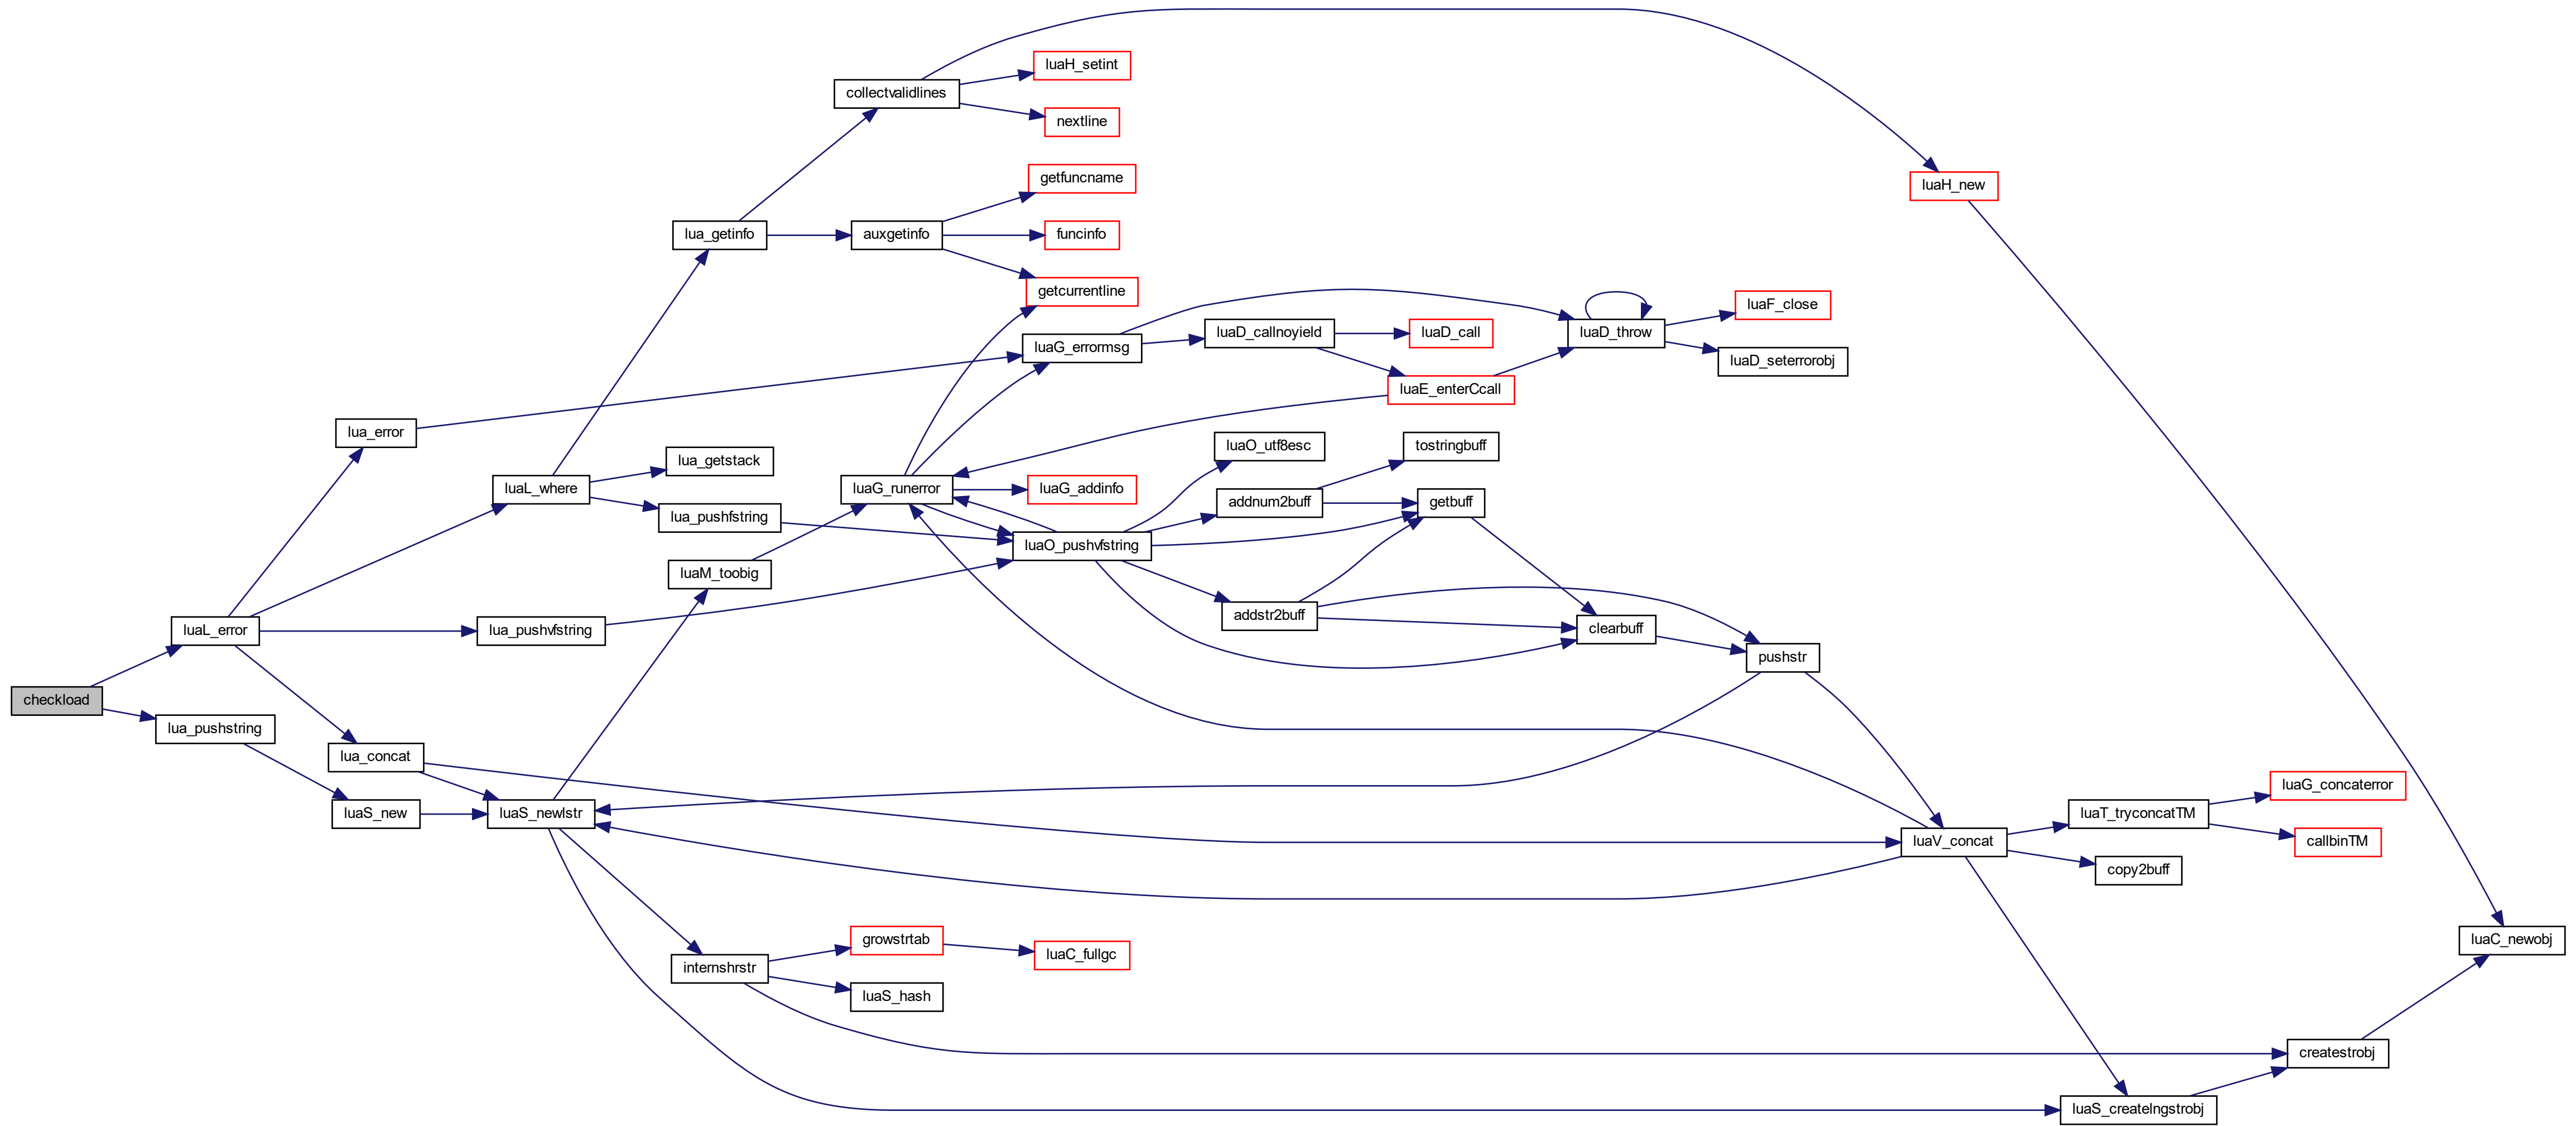 luaH_setint
collectvalidlines
nextline
getfuncname
luaH_new
lua_getinfo
auxgetinfo
funcinfo
getcurrentline
luaF_close
luaD_callnoyield
luaD_call
luaD_throw
luaG_errormsg
luaD_seterrorobj
luaE_enterCcall
lua_error
luaO_utf8esc
tostringbuff
lua_getstack
luaL_where
luaG_runerror
luaG_addinfo
addnum2buff
getbuff
lua_pushfstring
luaO_pushvfstring
luaM_toobig
addstr2buff
luaL_error
lua_pushvfstring
clearbuff
pushstr
checkload
lua_pushstring
lua_concat
luaG_concaterror
luaS_new
luaS_newlstr
luaT_tryconcatTM
luaV_concat
callbinTM
copy2buff
growstrtab
luaC_newobj
luaC_fullgc
internshrstr
luaS_hash
createstrobj
luaS_createlngstrobj